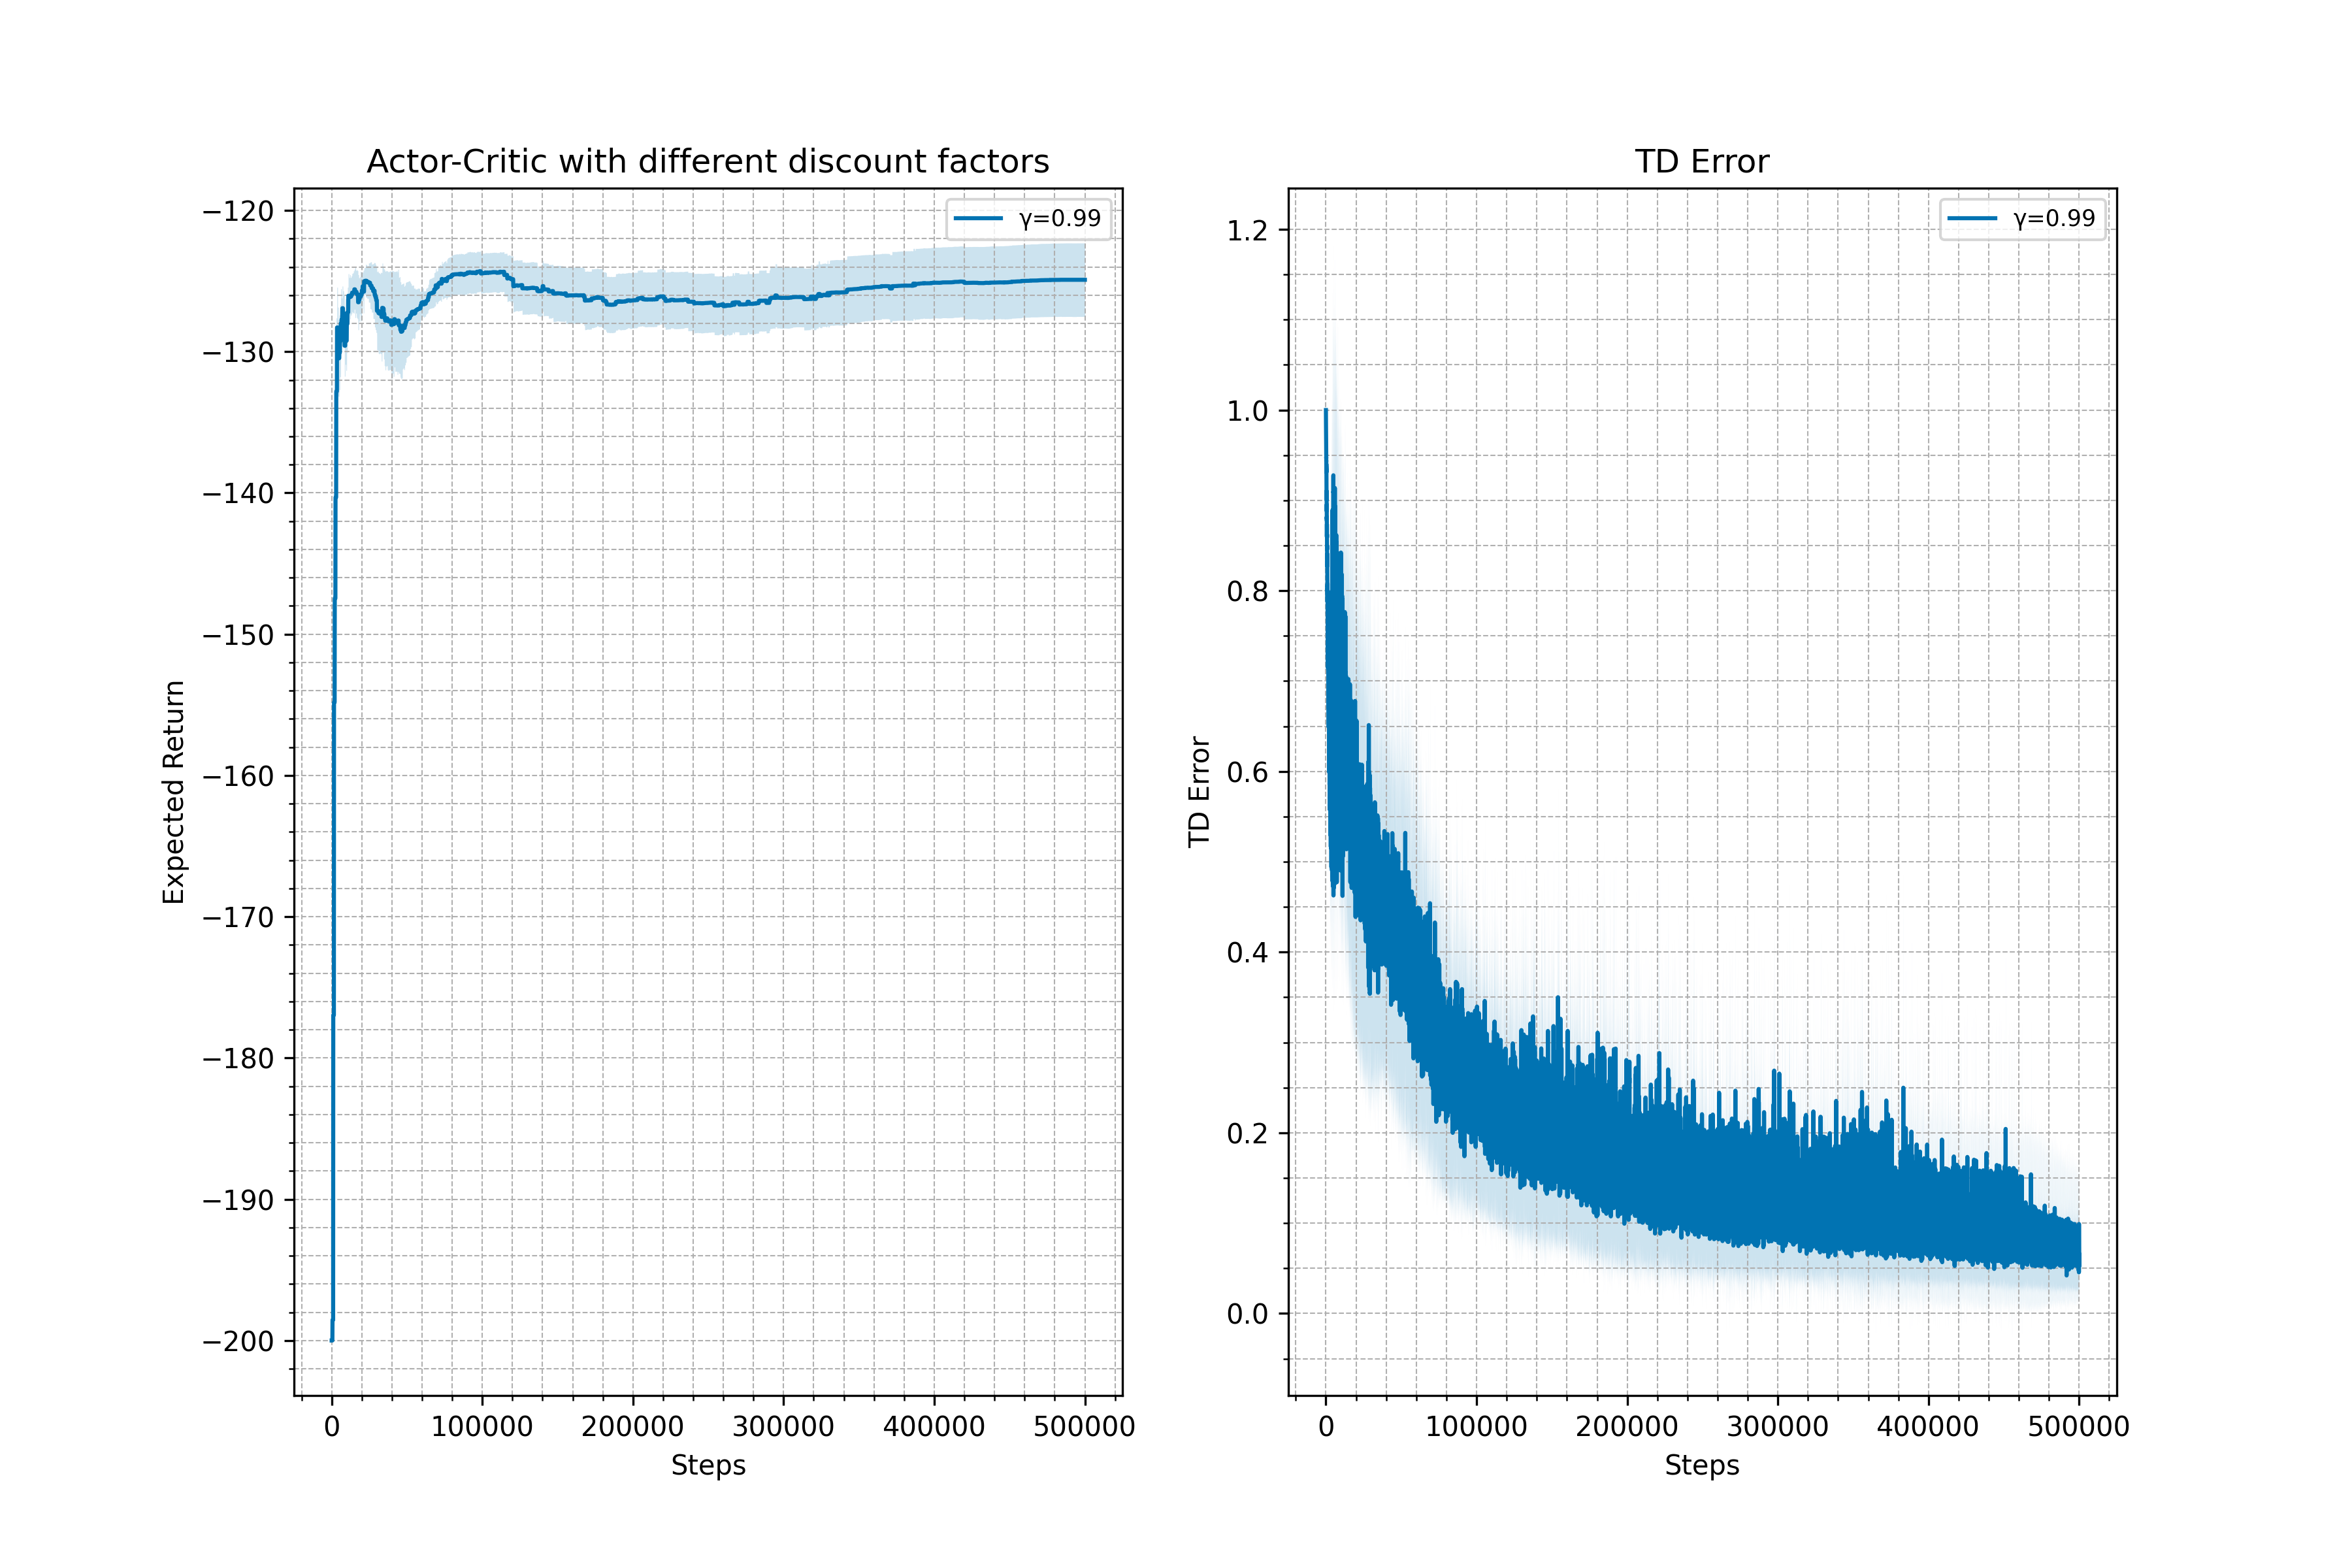 Actor-Critic with different discount factors
γ=0.99
−120
−130
−140
−150
−160
−170
−180
−190
−200
Expected Return
0 100000 200000 300000 400000 500000
Steps
TD Error
γ=0.99
1.2
1.0
0.8
0.6
0.4
0.2
0.0
TD Error
0 100000 200000 300000 400000 500000
Steps